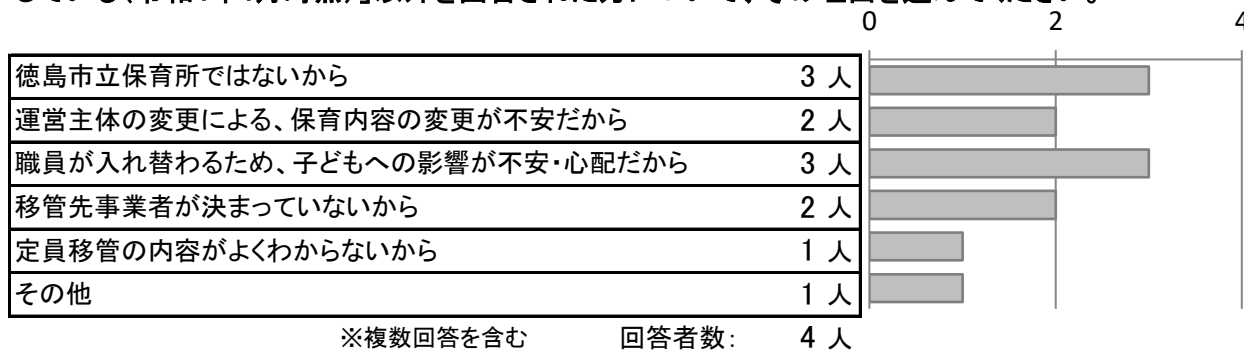 0 2 4
徳島市立保育所ではないから 3 人
運営主体の変更による、保育内容の変更が不安だから 2 人
職員が入れ替わるため、子どもへの影響が不安・心配だから 3 人
移管先事業者が決まっていないから 2 人
定員移管の内容がよくわからないから 1 人
その他 1 人
※複数回答を含む 回答者数: 4 人